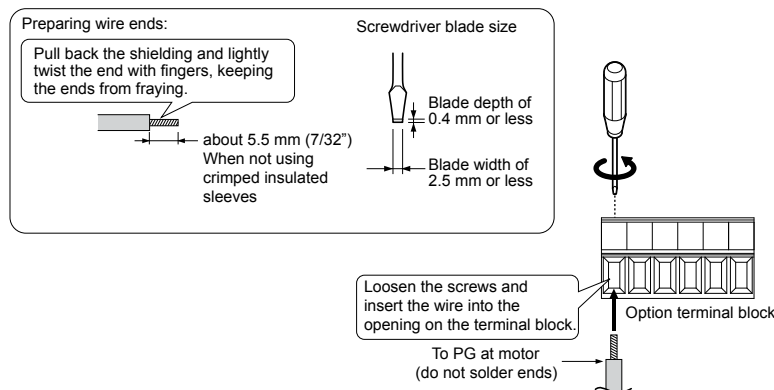 Preparing wire ends:
Pull back the shielding and lightly
twist the end with fingers, keeping
the ends from fraying.
about 5.5 mm (7/32”)
When not using
crimped insulated
sleeves
Screwdriver blade size
Blade depth of
0.4 mm or less
Blade width of
2.5 mm or less
Loosen the screws and
insert the wire into the
opening on the terminal block.
Option terminal block
To PG at motor
(do not solder ends)